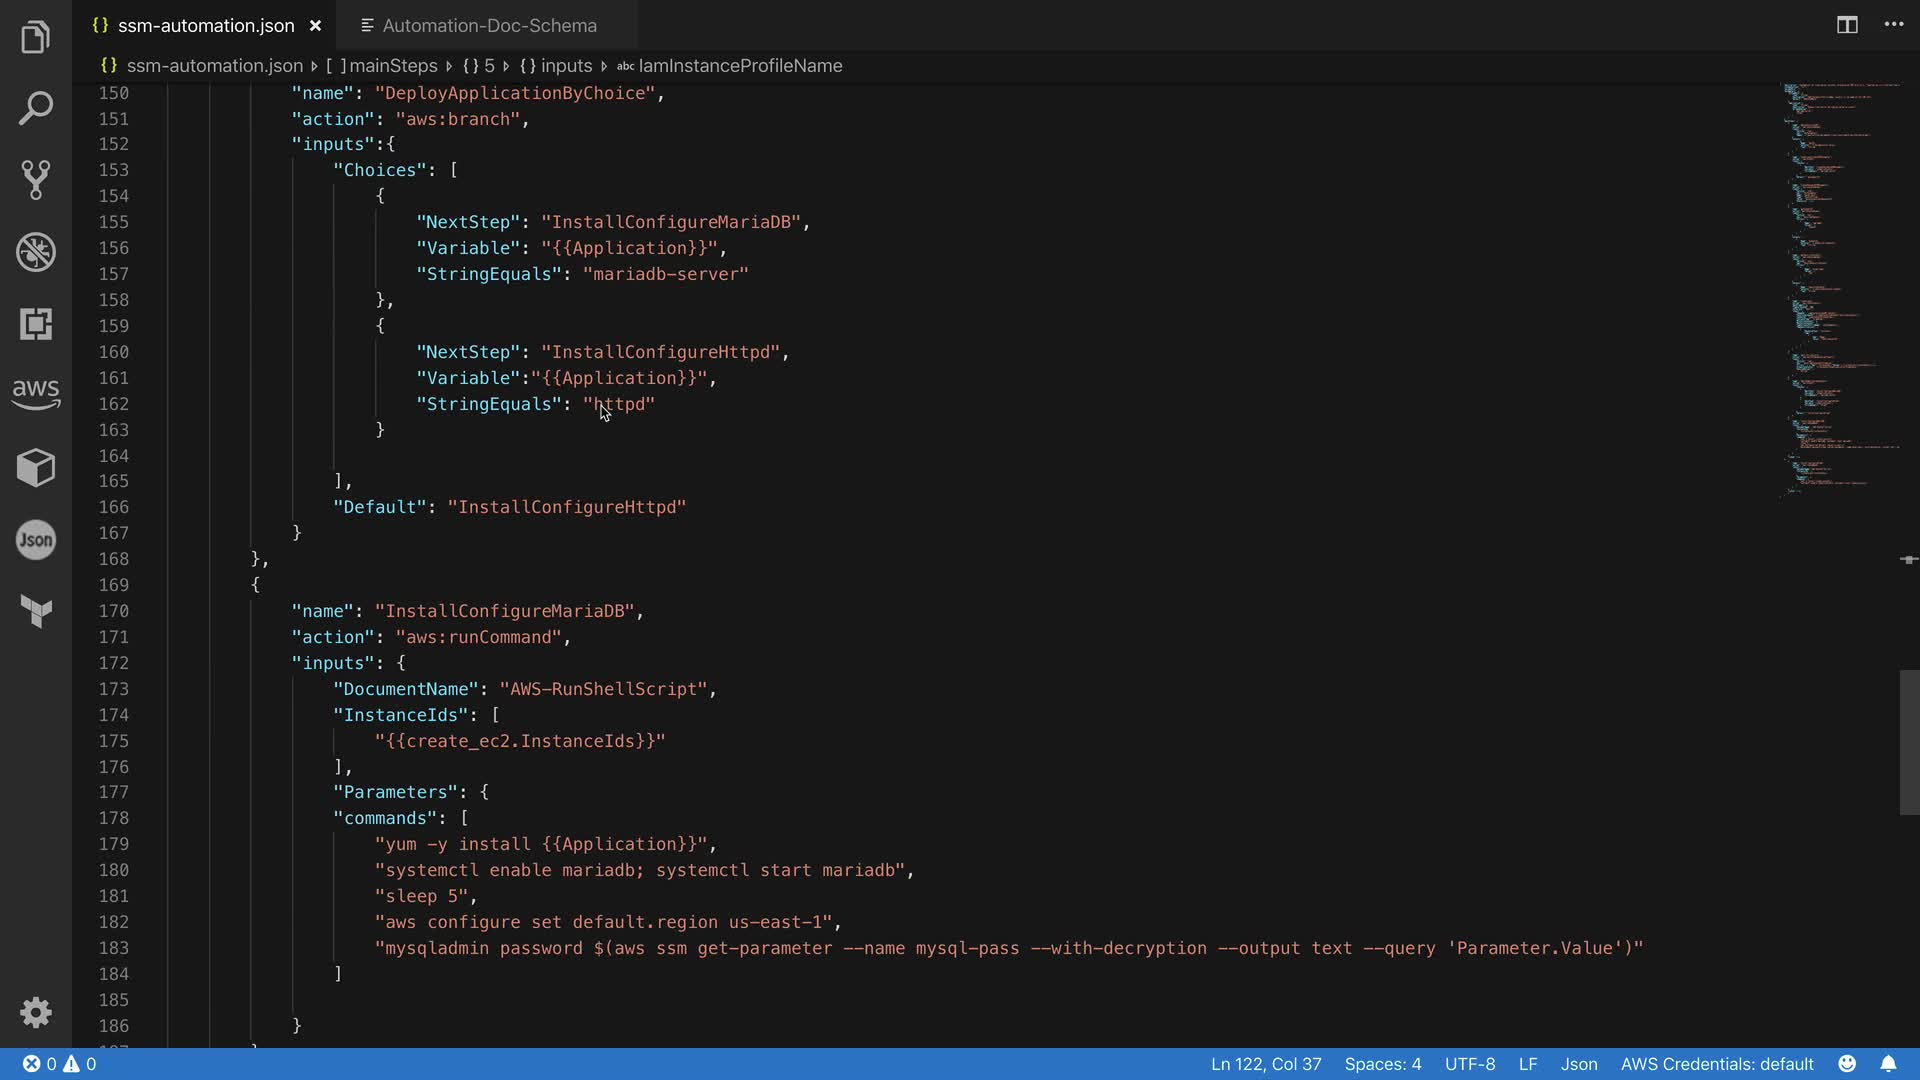 {} ssm-automation.json × Automation-Doc-Schema
{} ssm-automation.json [ ] mainSteps {} 5 {} inputs abc IamInstanceProfileName
150 "name": "DeployApplicationByChoice",
151 "action": "aws:branch",
152 "inputs":{
153 "Choices": [
154 {
155 "NextStep": "InstallConfigureMariaDB",
156 "Variable": "{{Application}}",
157 "StringEquals": "mariadb-server"
158 },
159 {
160 "NextStep": "InstallConfigureHttpd",
161 "Variable":"{{Application}}",
162 "StringEquals": "httpd"
163 }
164
165 ],
166 "Default": "InstallConfigureHttpd"
167 }
168 },
169 {
170 "name": "InstallConfigureMariaDB",
171 "action": "aws:runCommand",
172 "inputs": {
173 "DocumentName": "AWS-RunShellScript",
174 "InstanceIds": [
175 "{{create_ec2.InstanceIds}}"
176 ],
177 "Parameters": {
178 "commands": [
179 "yum -y install {{Application}}",
180 "systemctl enable mariadb; systemctl start mariadb",
181 "sleep 5",
182 "aws configure set default.region us-east-1",
183 "mysqladmin password $(aws ssm get-parameter --name mysql-pass --with-decryption --output text --query 'Parameter.Value')"
184 ]
185
186 }
aws
Json
0 0 Ln 122, Col 37 Spaces: 4 UTF-8 LF Json AWS Credentials: default